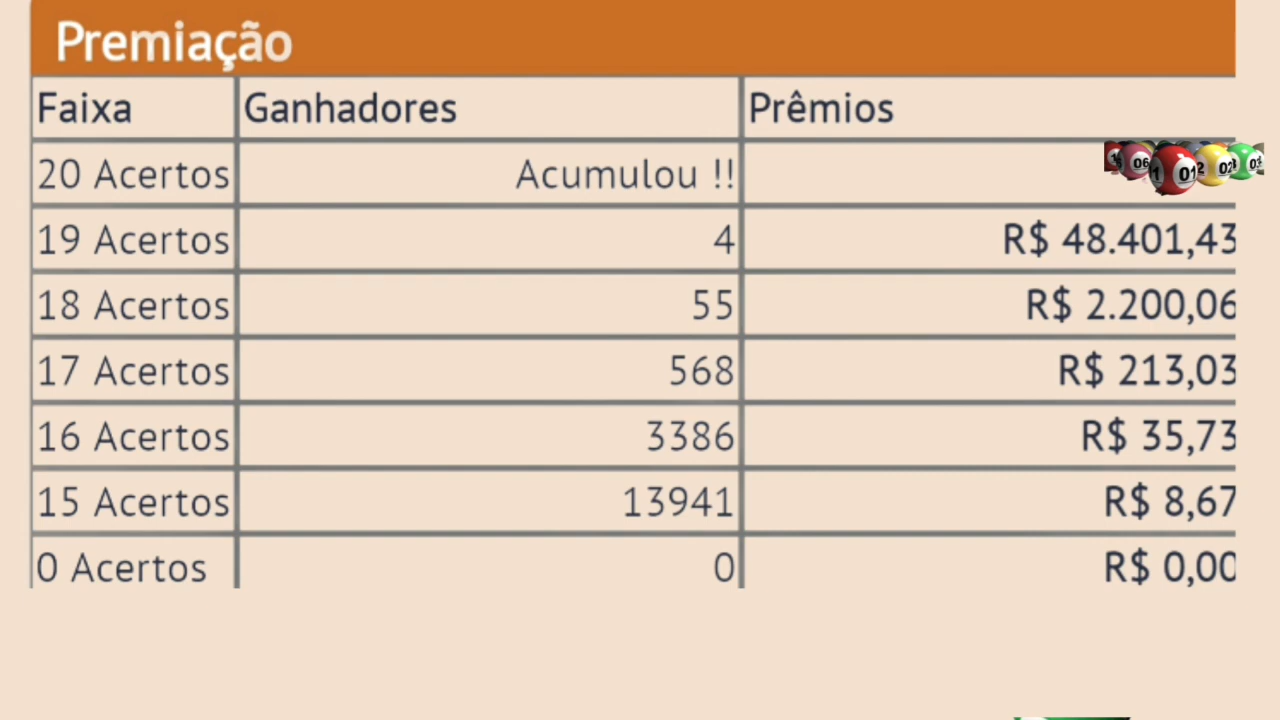 Premiação
Faixa Ganhadores Prêmios
20 Acertos Acumulou !!
19 Acertos 4 R$ 48.401,43
18 Acertos 55 R$ 2.200,06
17 Acertos 568 R$ 213,03
16 Acertos 3386 R$ 35,73
15 Acertos 13941 R$ 8,67
0 Acertos 0 R$ 0,00